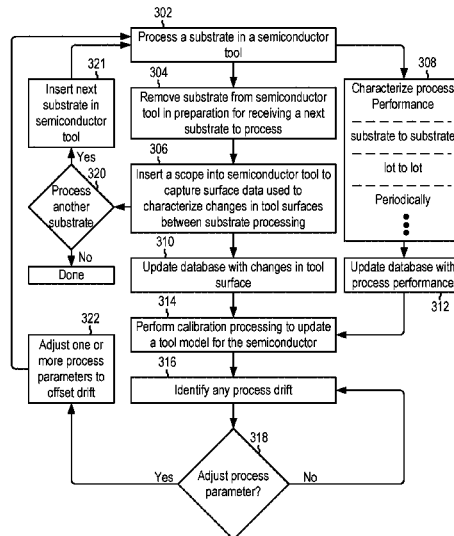 302
Process a substrate in a semiconductor
tool
321
Insert next
substrate in
semiconductor
tool
304
Remove substrate from semiconductor
tool in preparation for receiving a next
substrate to process
308
Characterize process
Performance
substrate to substrate
lot to lot
Periodically
306
Insert a scope into semiconductor tool to
capture surface data used to
characterize changes in tool surfaces
between substrate processing
Yes
320
Process
another
substrate
No
Done
310
Update database with changes in tool
surface
Update database with
process performance
312
314
Perform calibration processing to update
a tool model for the semiconductor
322
Adjust one or
more process
parameters to
offset drift
316
Identify any process drift
318
Adjust process
parameter?
Yes
No